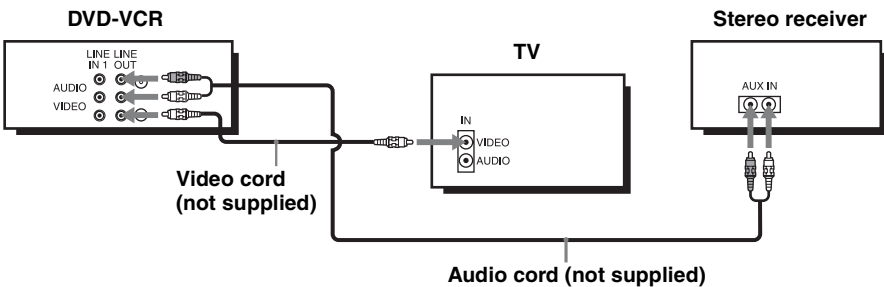 DVD-VCR
LINE IN 1
LINE OUT
AUDIO
VIDEO
TV
IN
VIDEO
AUDIO
Stereo receiver
AUX IN
Video cord
(not supplied)
Audio cord (not supplied)